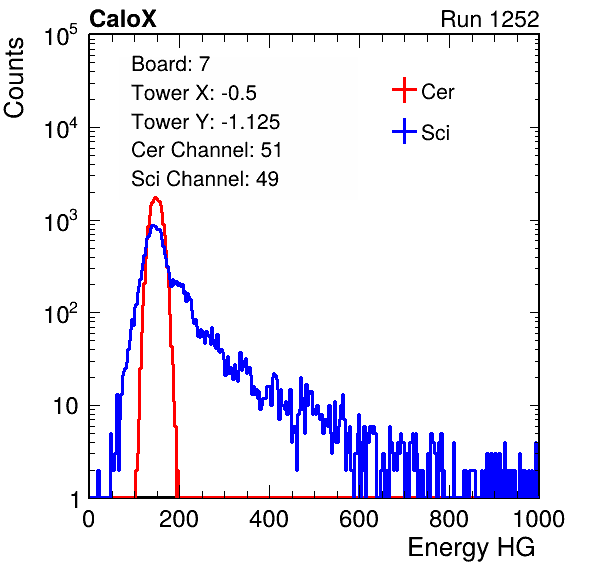 CaloX Run 1252
Counts
Board: 7
Tower X: -0.5
Tower Y: -1.125
Cer Channel: 51
Sci Channel: 49
Cer
Sci
10^5
10^4
10^3
10^2
10
1
0 200 400 600 800 1000
Energy HG